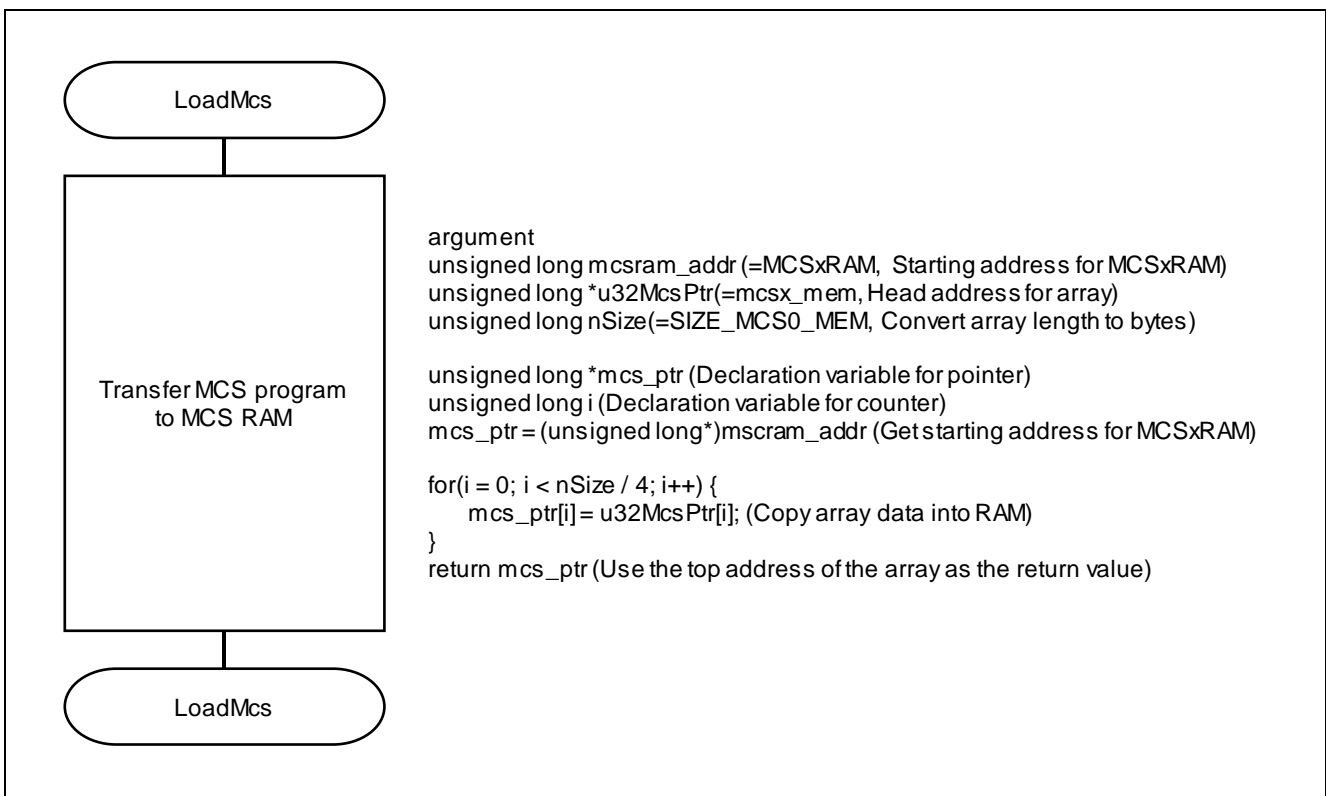 LoadMcs
argument
unsigned long mcsram_addr (=MCSxRAM, Starting address for MCSxRAM)
unsigned long *u32McsPtr(=mcsx_mem, Head address for array)
unsigned long nSize(=SIZE_MCS0_MEM, Convert array length to bytes)
unsigned long *mcs_ptr (Declaration variable for pointer)
unsigned long i (Declaration variable for counter)
mcs_ptr = (unsigned long*)mscram_addr (Get starting address for MCSxRAM)
for(i = 0; i < nSize / 4; i++) {
mcs_ptr[i] = u32McsPtr[i]; (Copy array data into RAM)
}
return mcs_ptr (Use the top address of the array as the return value)
Transfer MCS program
to MCS RAM
LoadMcs